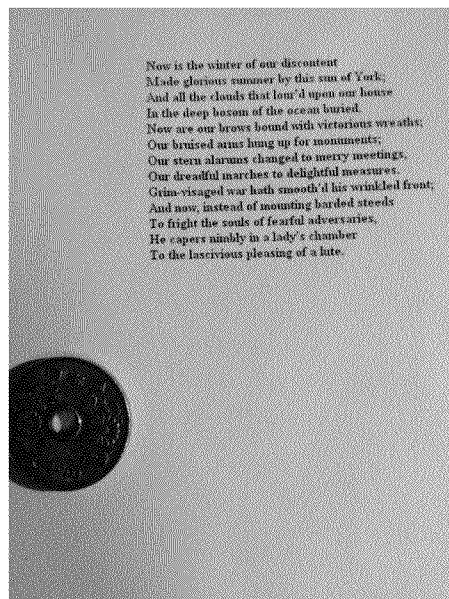 Now is the winter of our discontent
Made glorious summer by this sun of York;
And all the clouds that lour'd upon our house
In the deep bosom of the ocean buried.
Now are our brows bound with victorious wreaths;
Our bruised arms hung up for monuments;
Our stern alarums changed to merry meetings,
Our dreadful marches to delightful measures.
Grim-visaged war hath smooth'd his wrinkled front;
And now, instead of mounting barded steeds
To fright the souls of fearful adversaries,
He capers nimbly in a lady's chamber
To the lascivious pleasing of a lute.